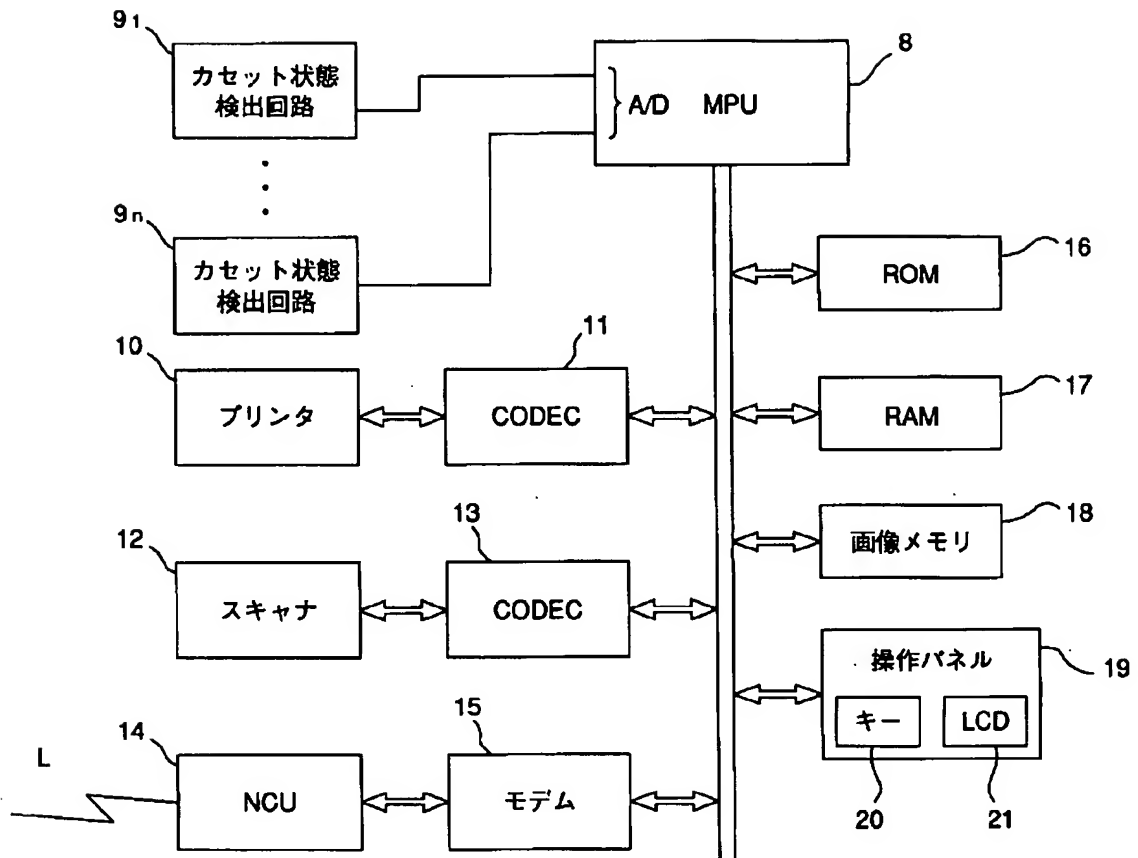 91
カセット状態
検出回路
8
A/D MPU
9n
カセット状態
検出回路
16
ROM
10
プリンタ
11
CODEC
17
RAM
12
スキャナ
13
CODEC
18
画像メモリ
19
操作パネル
キー
LCD
20
21
L
14
NCU
15
モデム